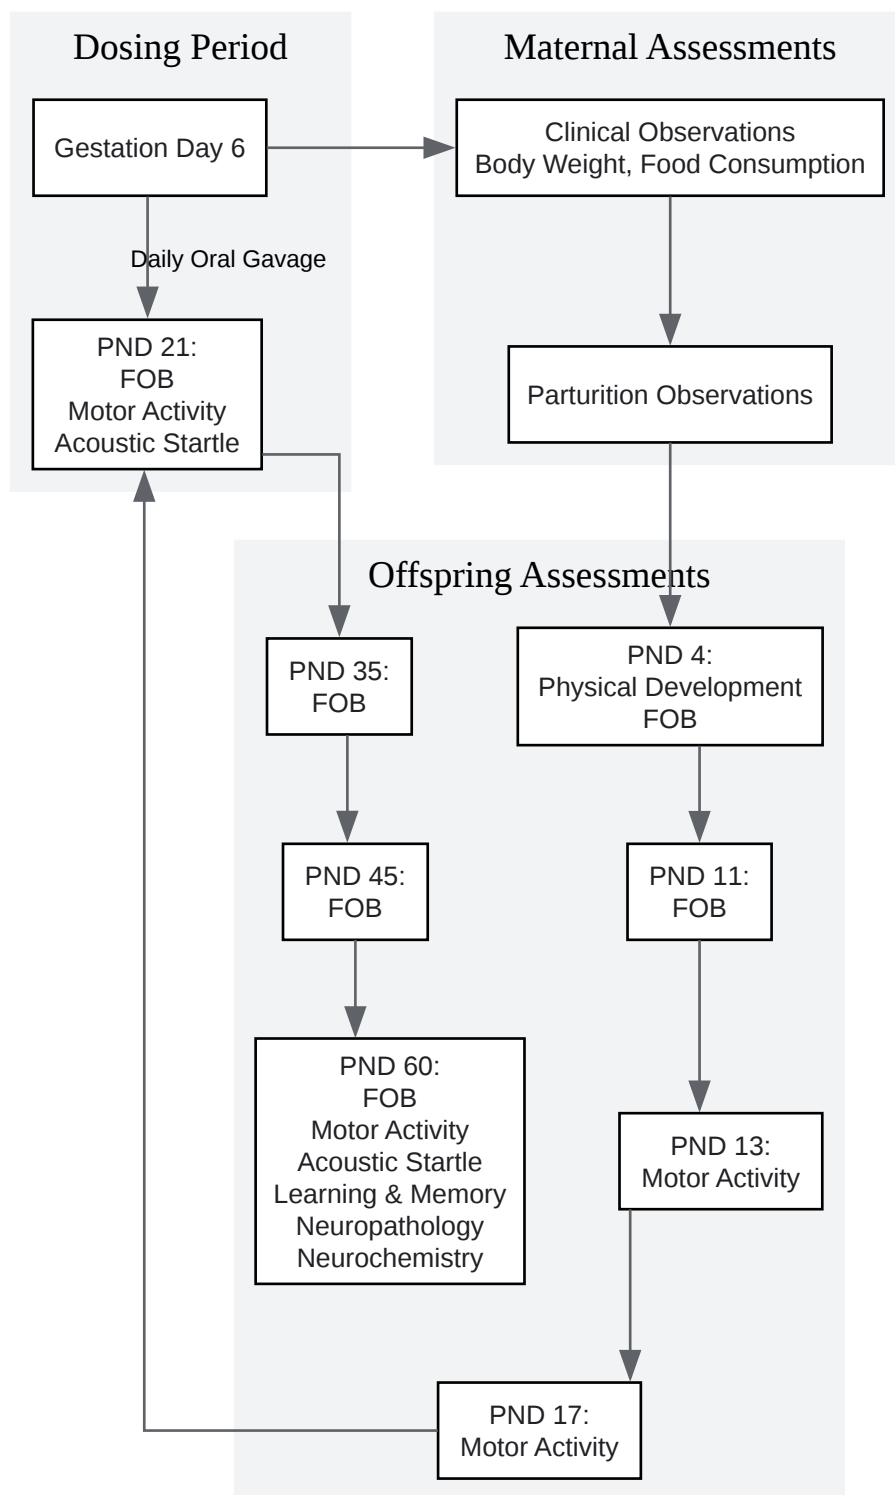 Dosing Period
Gestation Day 6
Daily Oral Gavage
PND 21:
FOB
Motor Activity
Acoustic Startle
Maternal Assessments
Clinical Observations
Body Weight, Food Consumption
Parturition Observations
Offspring Assessments
PND 35:
FOB
PND 4:
Physical Development
FOB
PND 45:
FOB
PND 11:
FOB
PND 60:
FOB
Motor Activity
Acoustic Startle
Learning & Memory
Neuropathology
Neurochemistry
PND 13:
Motor Activity
PND 17:
Motor Activity